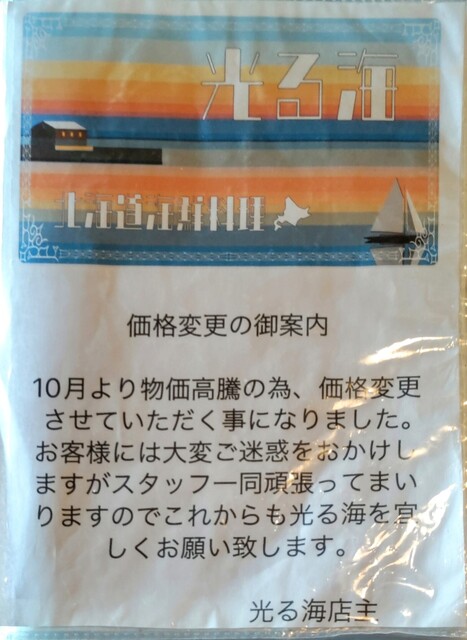 光る海
北海道海鮮料理
価格変更の御案内
10月より物価高騰の為、価格変更
させていただく事になりました。
お客様には大変ご迷惑をおかけし
ますがスタッフ一同頑張ってまい
りますのでこれからも光る海を宜
しくお願い致します。
光る海店主